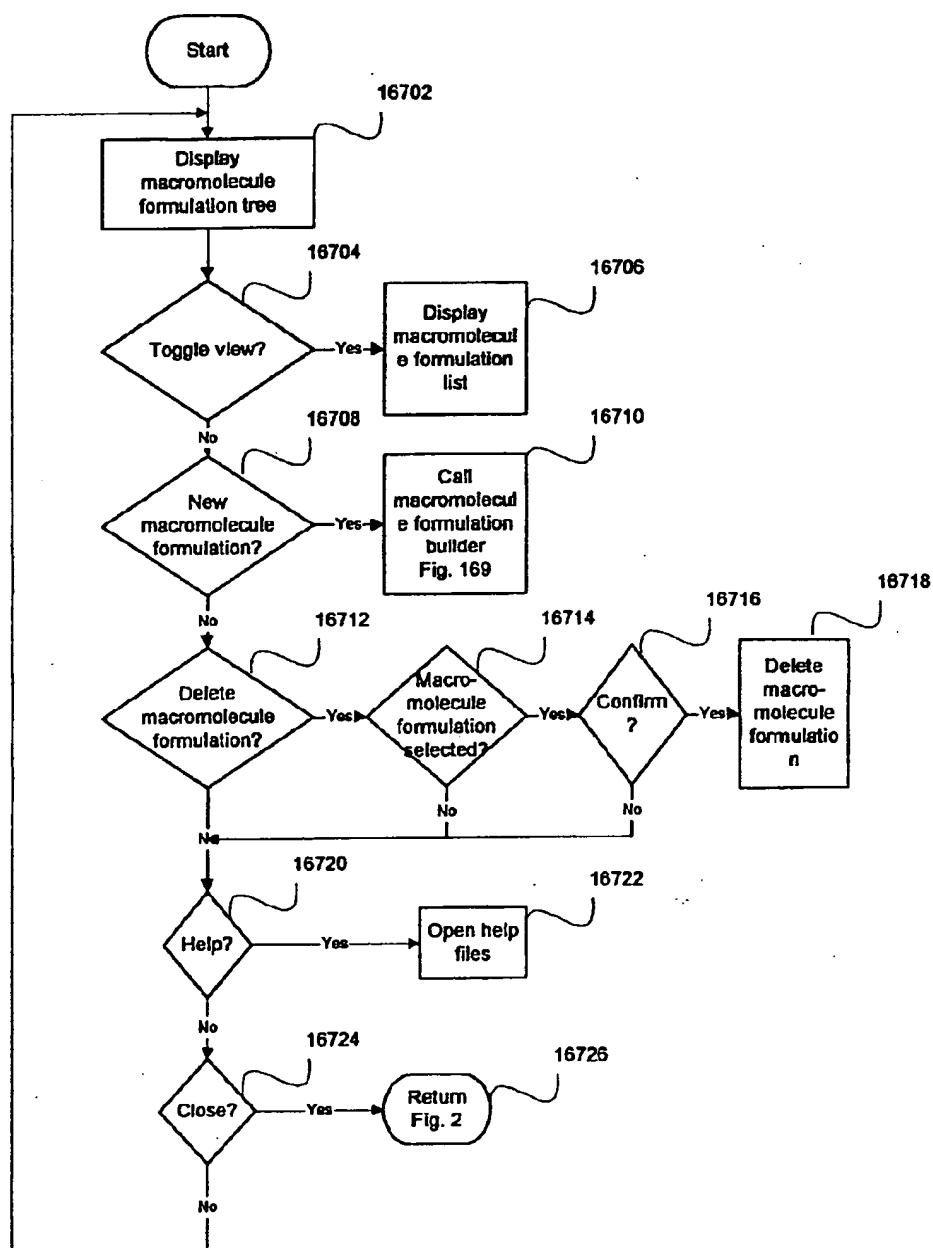 Start
16702
Display
macromolecule
formulation tree
16704
Toggle view?
Yes
16706
Display
macromolecul
e formulation
list
No
16708
New
macromolecule
formulation?
Yes
16710
Call
macromolecul
e formulation
builder
Fig. 169
No
16712
Delete
macromolecule
formulation?
Yes
16714
Macro-
molecule
formulation
selected?
Yes
16716
Confirm
?
Yes
16718
Delete
macro-
molecule
formulatio
n
No
No
No
16720
Help?
Yes
16722
Open help
files
No
16724
Close?
Yes
16726
Return
Fig. 2
No